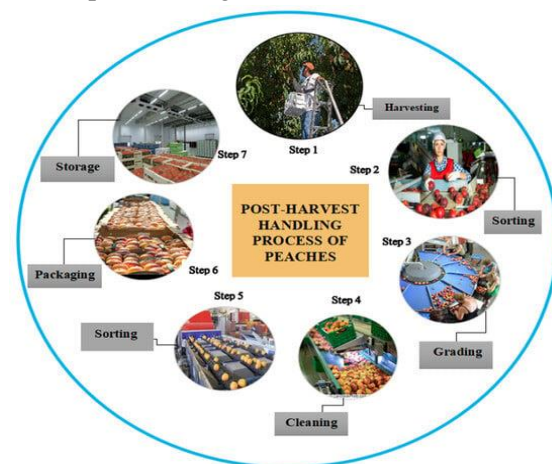 Harvesting
Step 1
Step 2
Sorting
Step 3
Grading
Step 4
Cleaning
Step 5
Sorting
Step 6
Packaging
Step 7
Storage
POST-HARVEST
HANDLING
PROCESS OF
PEACHES